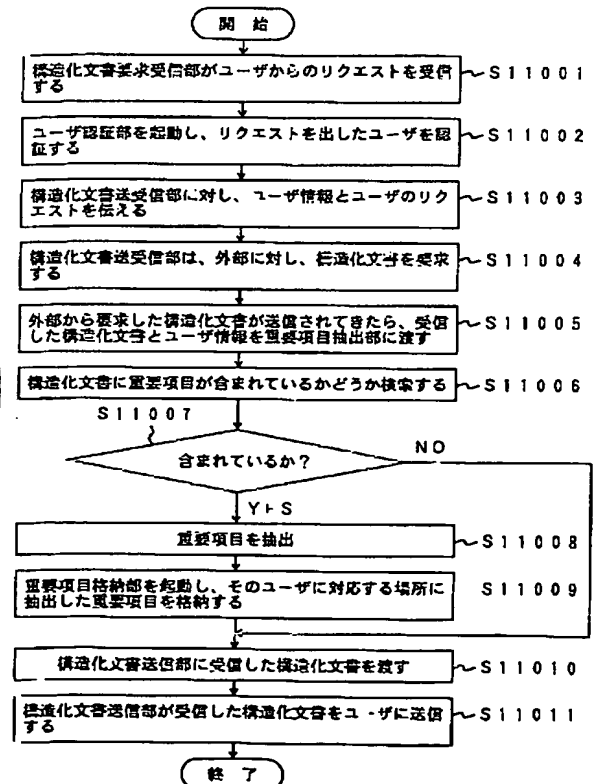 開 始
構造化文書要求受信部がユーザからのリクエストを受信
する
S11001
ユーザ認証部を起動し、リクエストを出したユーザを認
証する
S11002
構造化文書送受信部に対し、ユーザ情報とユーザのリク
エストを伝える
S11003
構造化文書送受信部は、外部に対し、構造化文書を要求
する
S11004
外部から要求した構造化文書が送信されてきたら、受信
した構造化文書とユーザ情報を重要項目抽出部に渡す
S11005
構造化文書に重要項目が含まれているかどうか検索する
S11006
S11007
含まれているか?
NO
YES
重要項目を抽出
S11008
重要項目格納部を起動し、そのユーザに対応する場所に
抽出した重要項目を格納する
S11009
構造化文書送信部に受信した構造化文書を渡す
S11010
構造化文書送信部が受信した構造化文書をユーザに送信
する
S11011
終 了